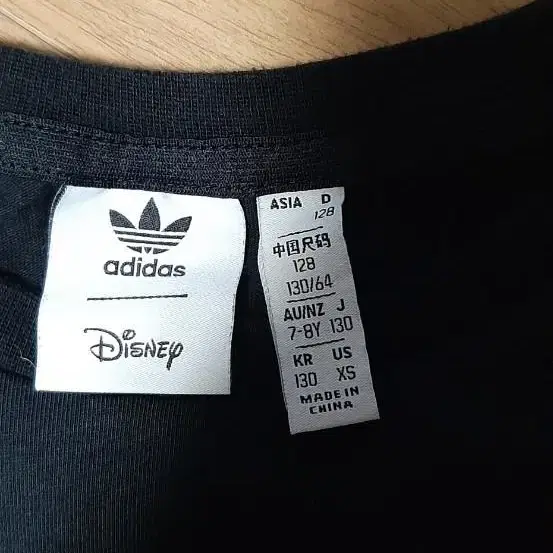 adidas
Disney
ASIA D
128
中国尺码
128
130/64
AU/NZ J
7-8Y 130
KR US
130 XS
MADE IN
CHINA